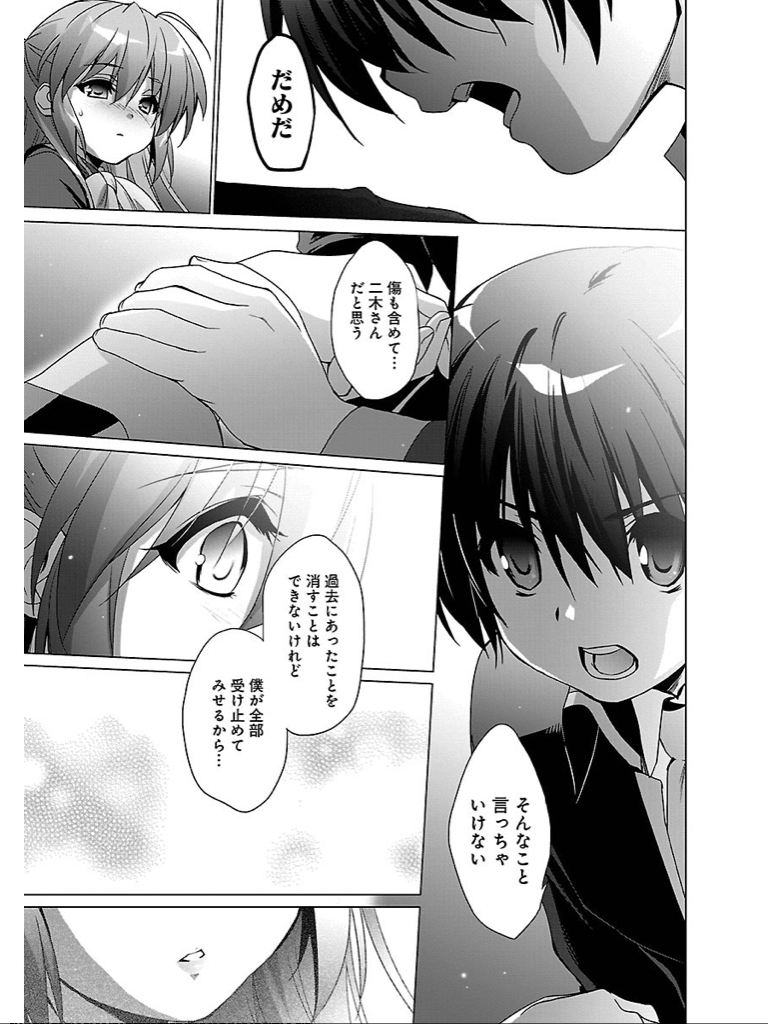 だめだ
そんなこと
言っちゃ
いけない
傷も含めて…
二木さん
だと思う
過去にあったことを
消すことは
できないけれど
僕が全部
受け止めて
みせるから…